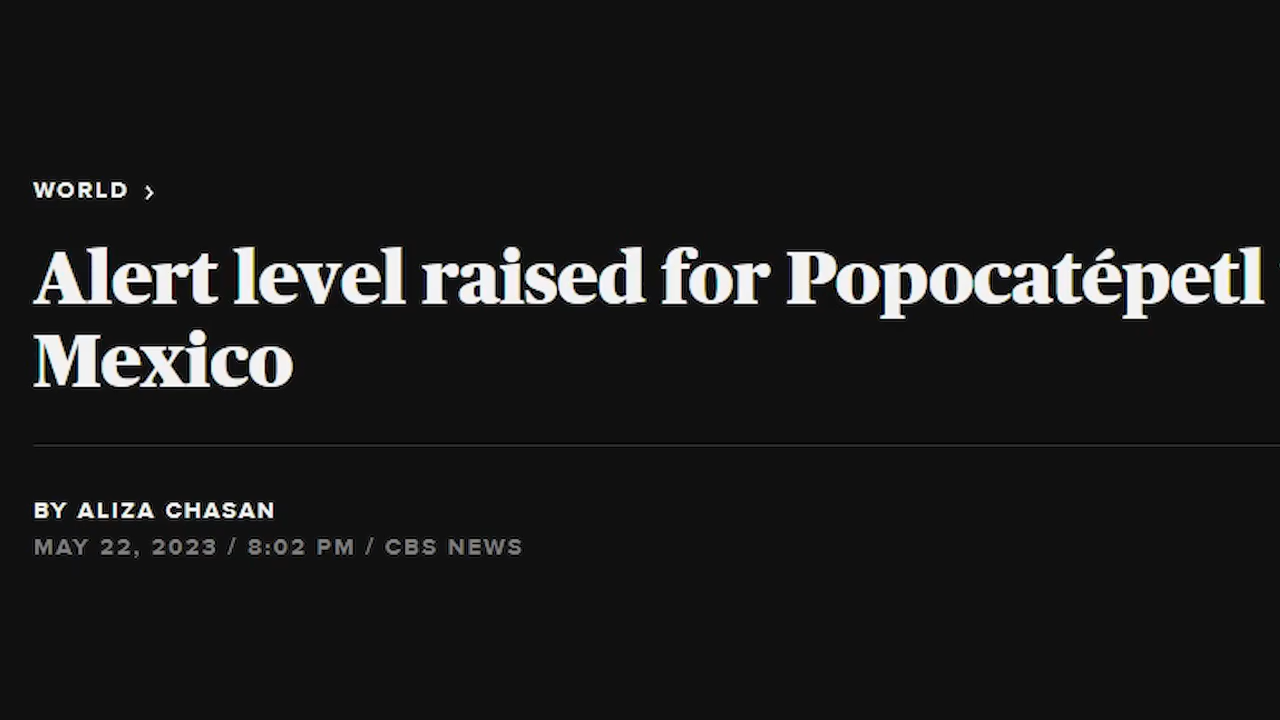 WORLD ›
Alert level raised for Popocatépetl
Mexico
BY ALIZA CHASAN
MAY 22, 2023 / 8:02 PM / CBS NEWS